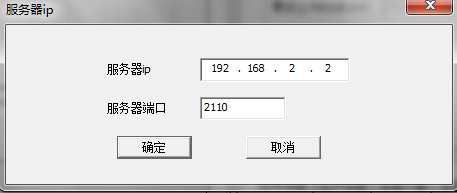 服务器ip
服务器ip 192 . 168 . 2 . 2
服务器端口 2110
确定 取消